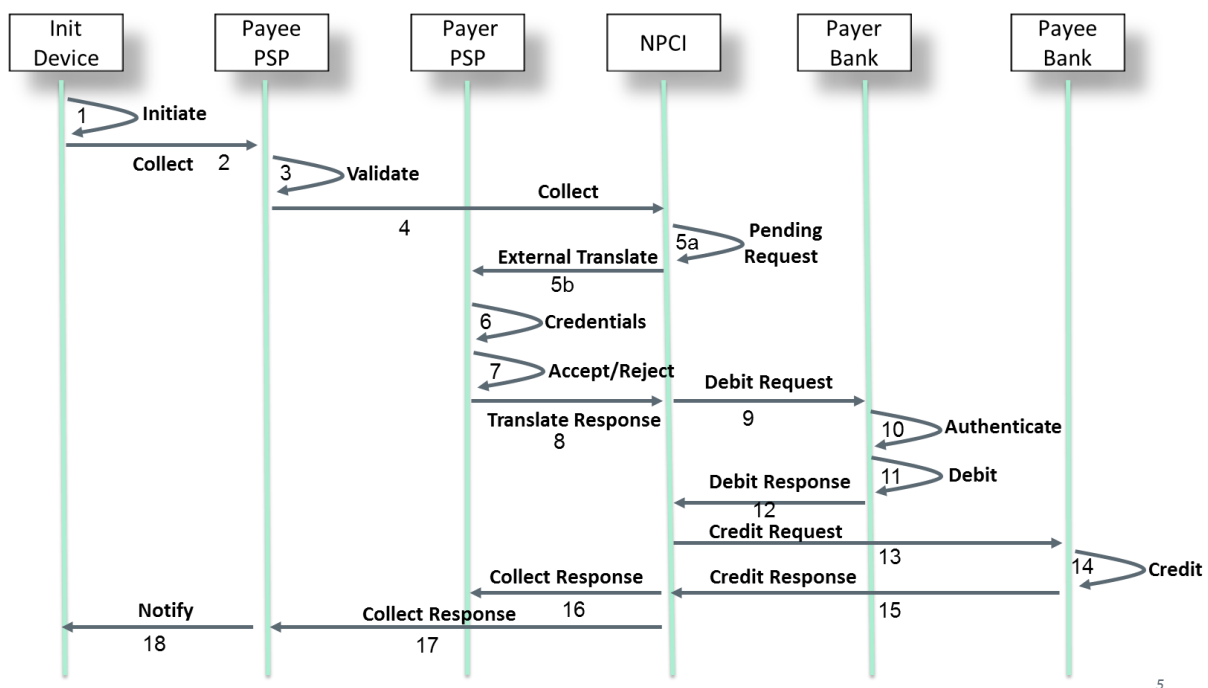 Init
Device
Payee
PSP
Payer
PSP
NPCI
Payer
Bank
Payee
Bank
1 Initiate
Collect 2
3 Validate
Collect
4
5a Pending
Request
External Translate
5b
6 Credentials
7 Accept/Reject
Translate Response
8
Debit Request
9
10 Authenticate
11 Debit
Debit Response
12
Credit Request
13
14 Credit
Credit Response
15
Collect Response
16
Collect Response
17
Notify
18
5